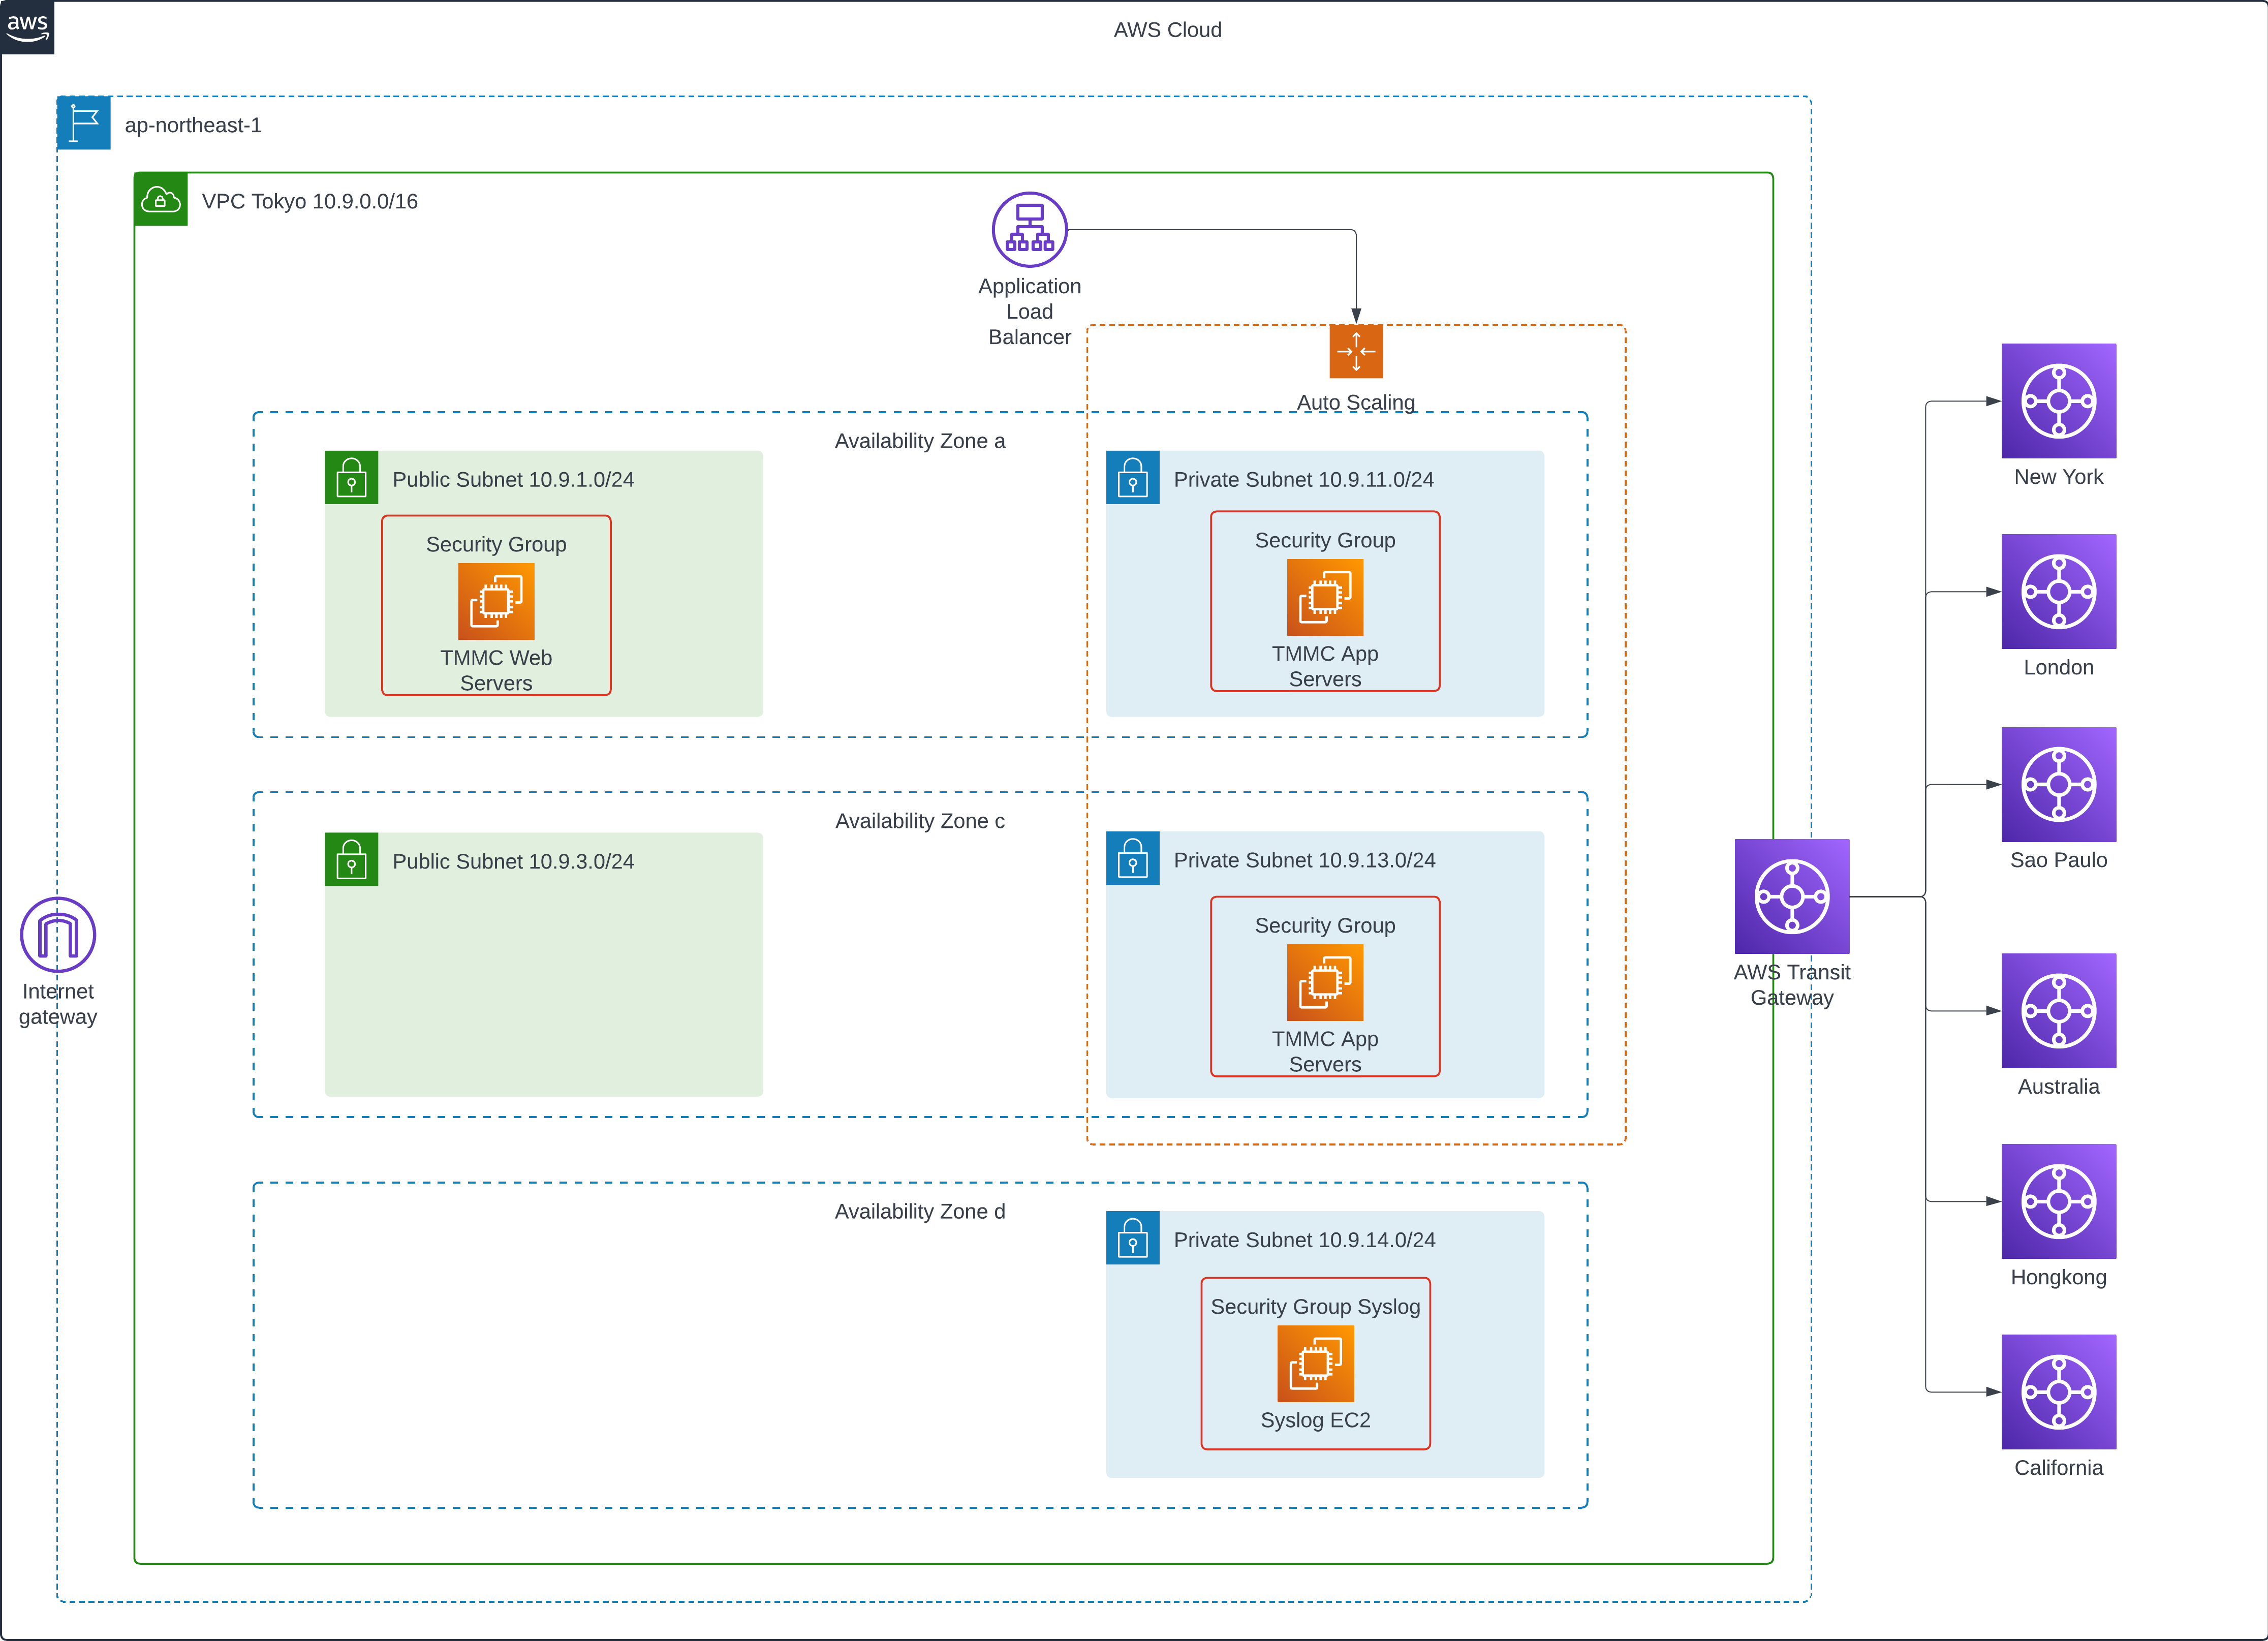 aws
AWS Cloud
ap-northeast-1
VPC Tokyo 10.9.0.0/16
Application
Load
Balancer
Auto Scaling
Availability Zone a
Public Subnet 10.9.1.0/24
Security Group
TMMC Web
Servers
Private Subnet 10.9.11.0/24
Security Group
TMMC App
Servers
Availability Zone c
Public Subnet 10.9.3.0/24
Private Subnet 10.9.13.0/24
Security Group
TMMC App
Servers
Availability Zone d
Private Subnet 10.9.14.0/24
Security Group Syslog
Syslog EC2
Internet
gateway
AWS Transit
Gateway
New York
London
Sao Paulo
Australia
Hongkong
California